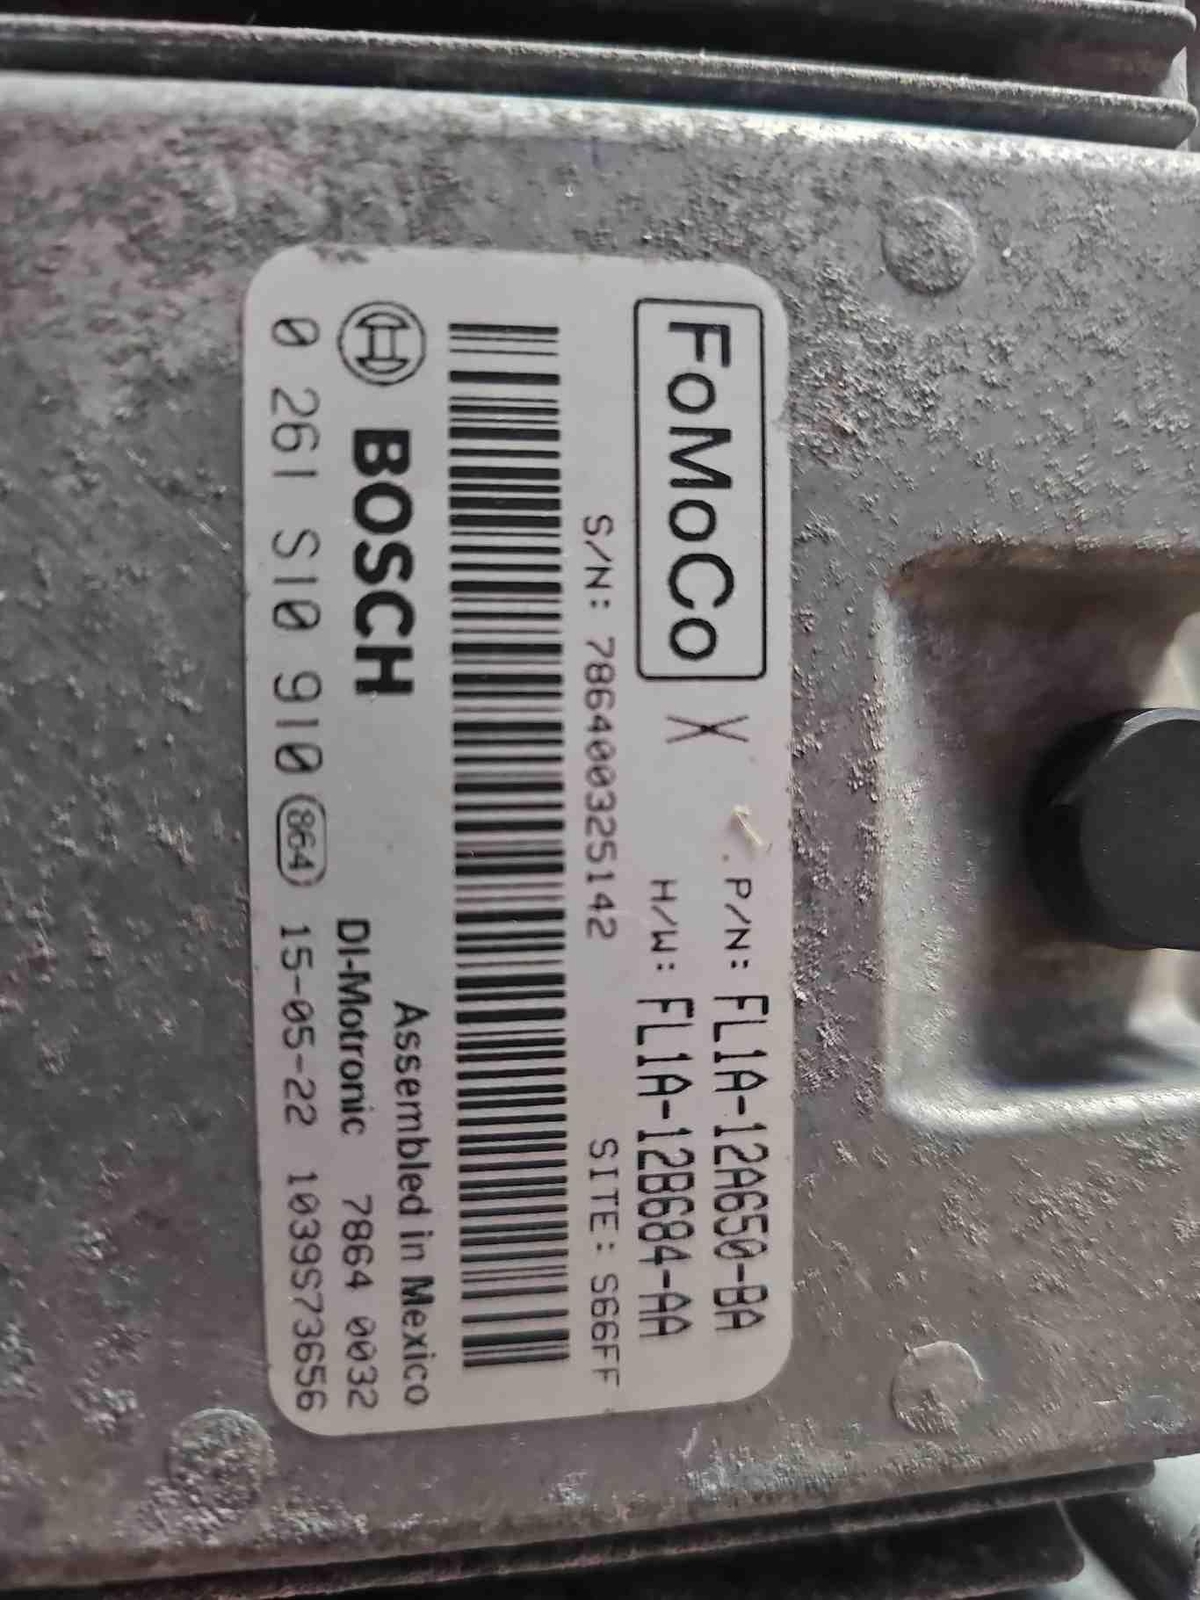 FoMoCo X
P/N: FL1A-12A650-BA
H/W: FL1A-12B684-AA
S/N: 78640032S142 SITE: S66FF
BOSCH
Assembled in Mexico
DI-Motronic 7864 0032
0 261 S10 910 864 15-05-22 1039S73656